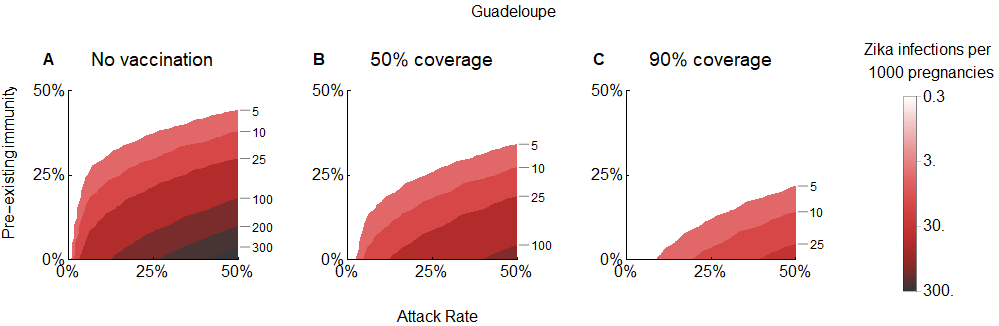 Guadeloupe
A No vaccination
B 50% coverage
C 90% coverage
Zika infections per
1000 pregnancies
Pre-existing immunity
50%
25%
0%
0% 25% 50%
5
10
25
100
200
300
50%
25%
0%
0% 25% 50%
5
10
25
100
50%
25%
0%
0% 25% 50%
5
10
25
0.3
3.
30.
300.
Attack Rate